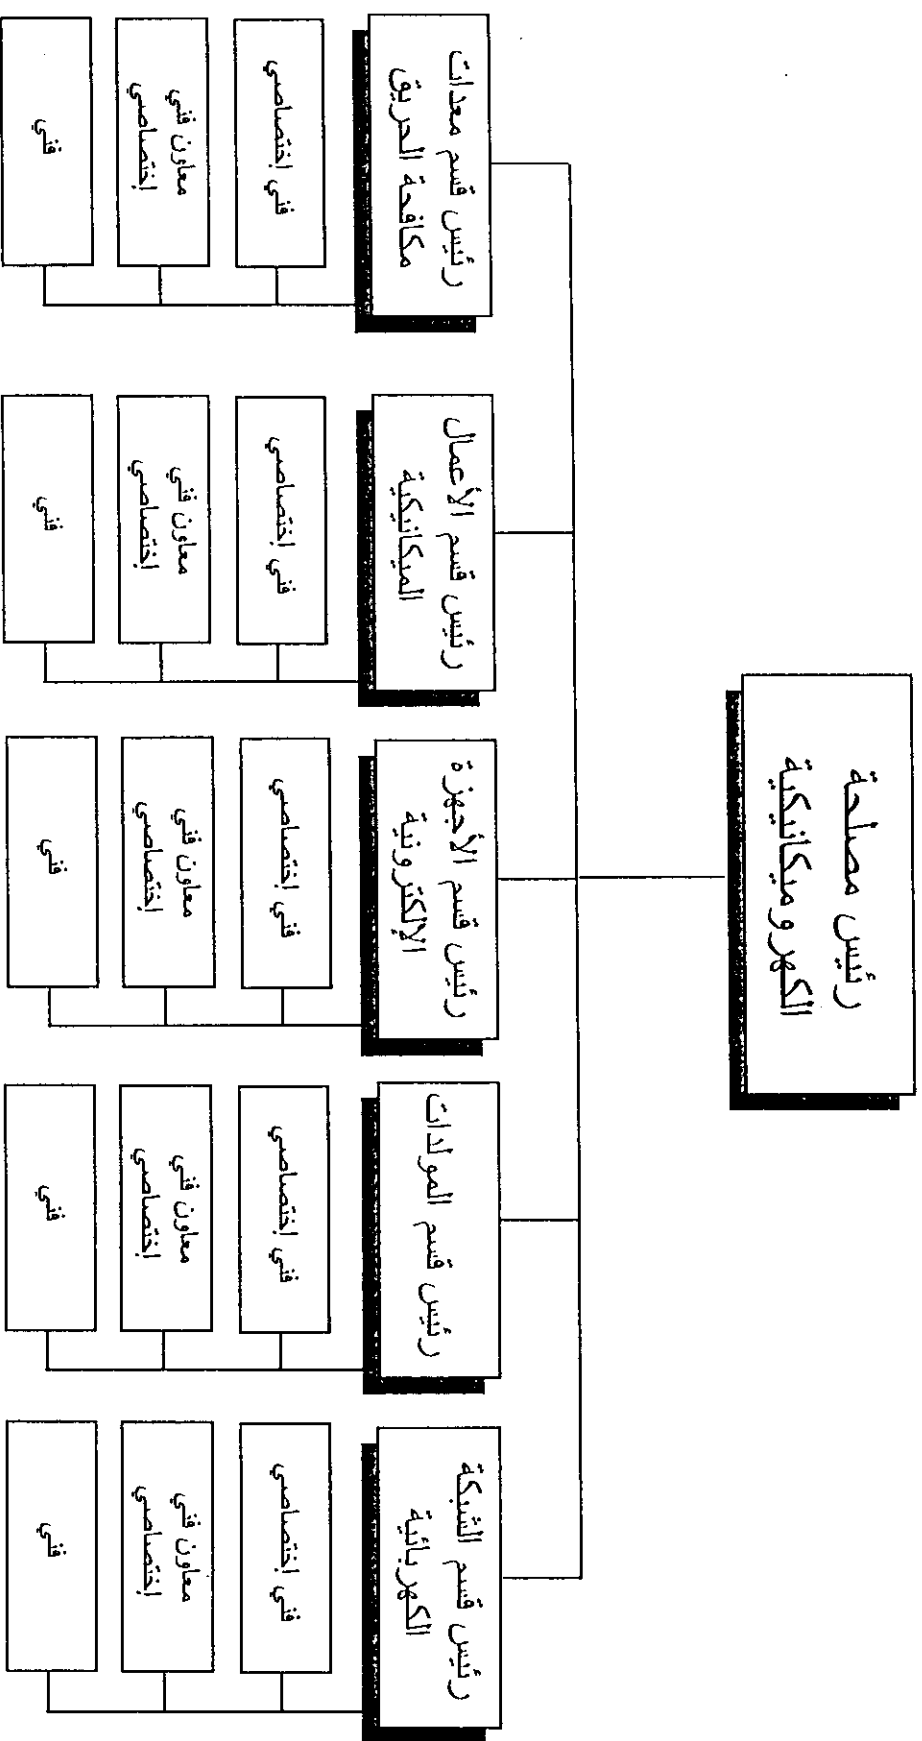 رئيس مصلحة
الكهروميكانيكية
رئيس قسم الشبكة
الكهربائية
فني إختصاصي
معاون فني
إختصاصي
فني
رئيس قسم المولدات
فني إختصاصي
معاون فني
إختصاصي
فني
رئيس قسم الأجهزة
الإلكترونية
فني إختصاصي
معاون فني
إختصاصي
فني
رئيس قسم الأعمال
الميكانيكية
فني إختصاصي
معاون فني
إختصاصي
فني
رئيس قسم معدات
مكافحة الحريق
فني إختصاصي
معاون فني
إختصاصي
فني